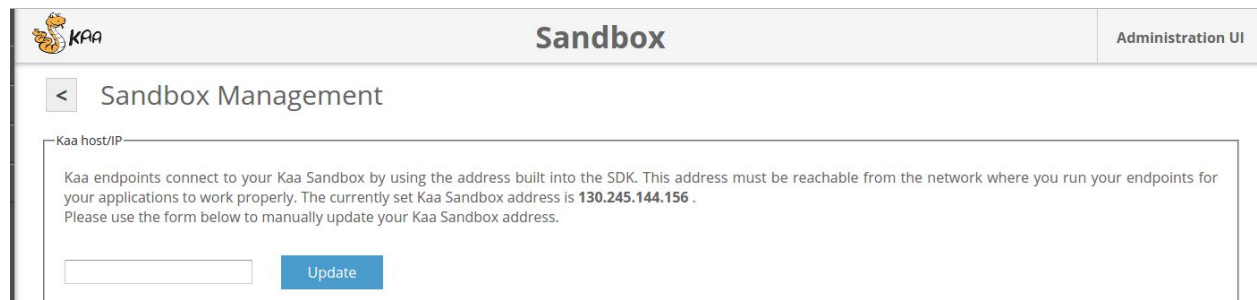 KAA
Sandbox
Administration UI
<
Sandbox Management
Kaa host/IP
Kaa endpoints connect to your Kaa Sandbox by using the address built into the SDK. This address must be reachable from the network where you run your endpoints for
your applications to work properly. The currently set Kaa Sandbox address is 130.245.144.156 .
Please use the form below to manually update your Kaa Sandbox address.
Update